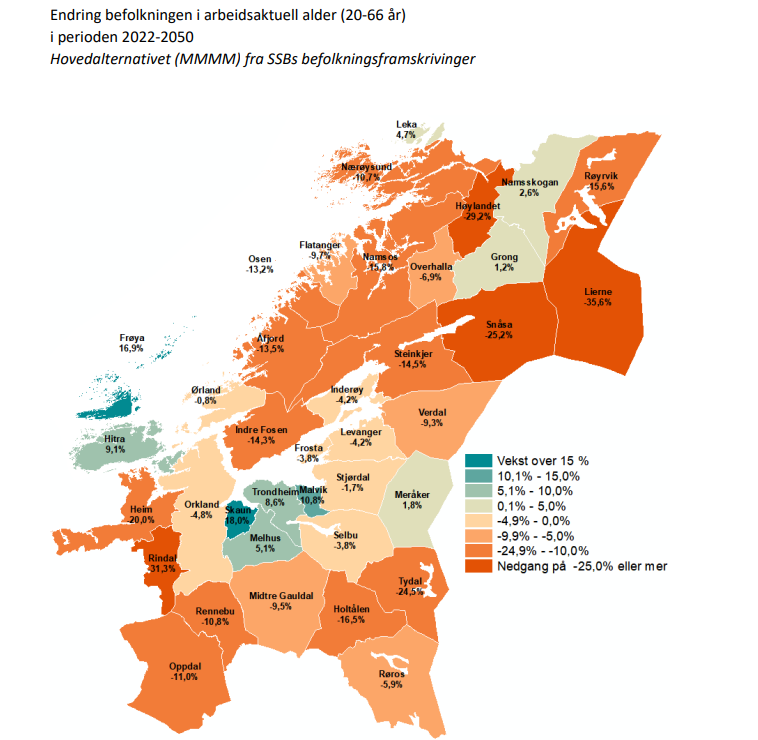 Endring befolkningen i arbeidsaktuell alder (20-66 år)
i perioden 2022-2050
Hovedalternativet (MMMM) fra SSBs befolkningsframskrivinger
Leka
4,7%
Nærøysund
-10,7%
Namsskogan
2,6%
Røyrvik
-15,6%
Høylandet
-29,2%
Flatanger
-9,7%
Osen
-13,2%
Namsos
-15,8%
Overhalla
-6,9%
Grong
1,2%
Lierne
-35,6%
Snåsa
-25,2%
Frøya
16,9%
Åfjord
-13,5%
Steinkjer
-14,5%
Ørland
-0,8%
Inderøy
-4,2%
Verdal
-9,3%
Hitra
9,1%
Indre Fosen
-14,3%
Levanger
-4,2%
Frosta
-3,8%
Stjørdal
-1,7%
Meråker
1,8%
Trondheim
8,6%
Malvik
10,8%
Heim
-20,0%
Orkland
-4,8%
Skaun
18,0%
Melhus
5,1%
Selbu
-3,8%
Rindal
-31,3%
Tydal
-24,5%
Midtre Gauldal
-9,5%
Holtålen
-16,5%
Rennebu
-10,8%
Oppdal
-11,0%
Røros
-5,9%
Vekst over 15 %
10,1% - 15,0%
5,1% - 10,0%
0,1% - 5,0%
-4,9% - 0,0%
-9,9% - -5,0%
-24,9% - -10,0%
Nedgang på -25,0% eller mer